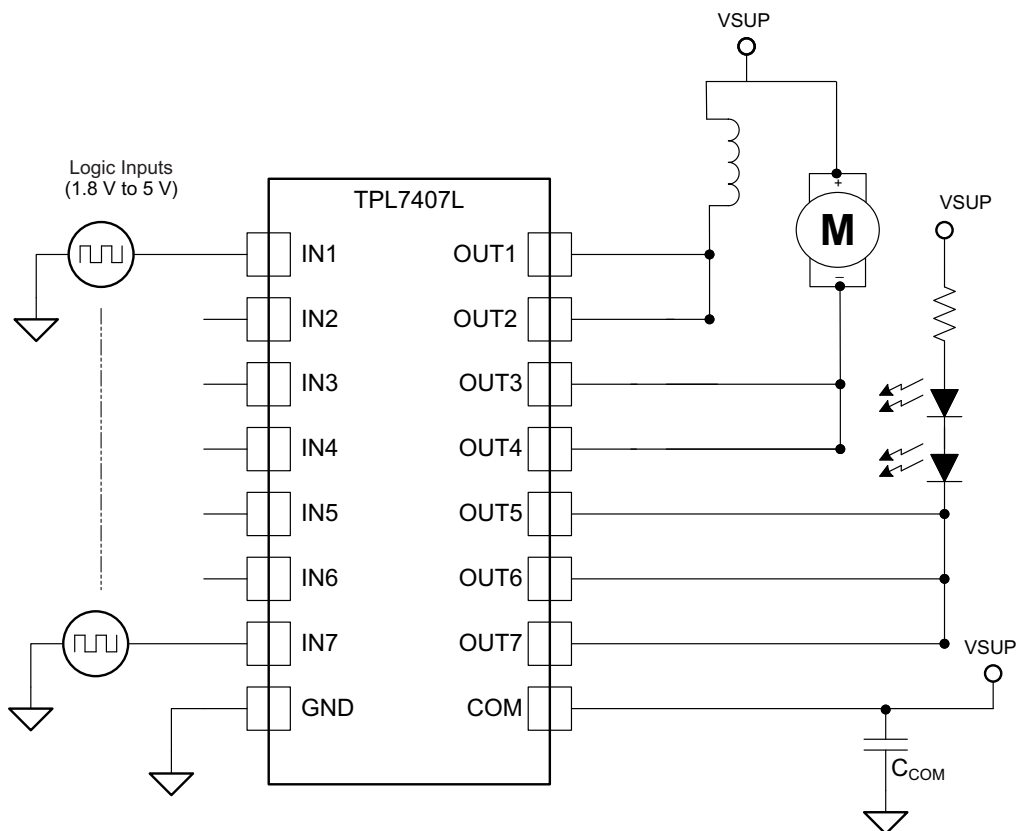 VSUP
Logic Inputs
(1.8 V to 5 V)
TPL7407L
+
M
–
VSUP
IN1
OUT1
IN2
OUT2
IN3
OUT3
IN4
OUT4
IN5
OUT5
IN6
OUT6
IN7
OUT7
VSUP
GND
COM
CCOM